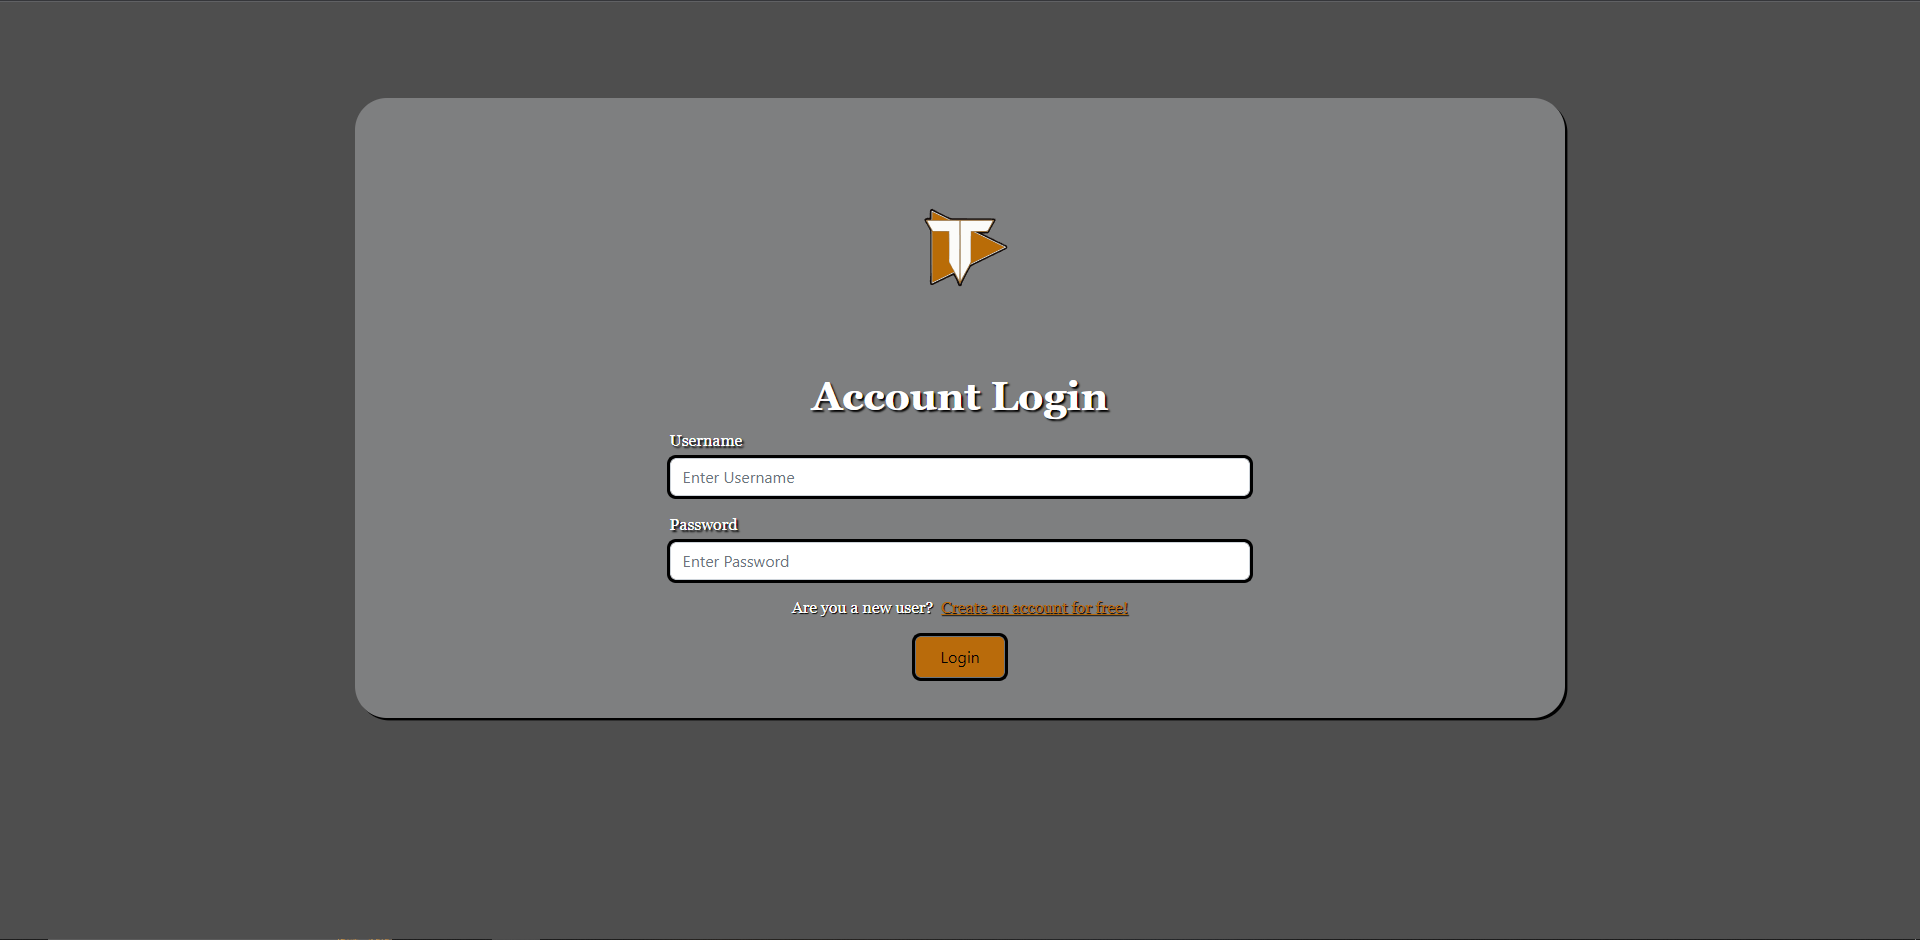 T
Account Login
Username
Enter Username
Password
Enter Password
Are you a new user? Create an account for free!
Login